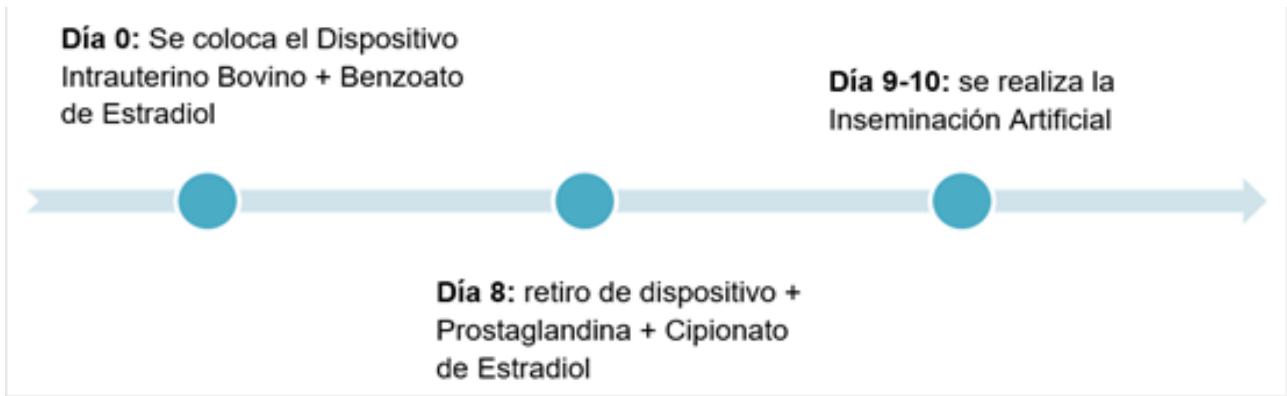 Día 0: Se coloca el Dispositivo
Intrauterino Bovino + Benzoato
de Estradiol
Día 8: retiro de dispositivo +
Prostaglandina + Cipionato
de Estradiol
Día 9-10: se realiza la
Inseminación Artificial